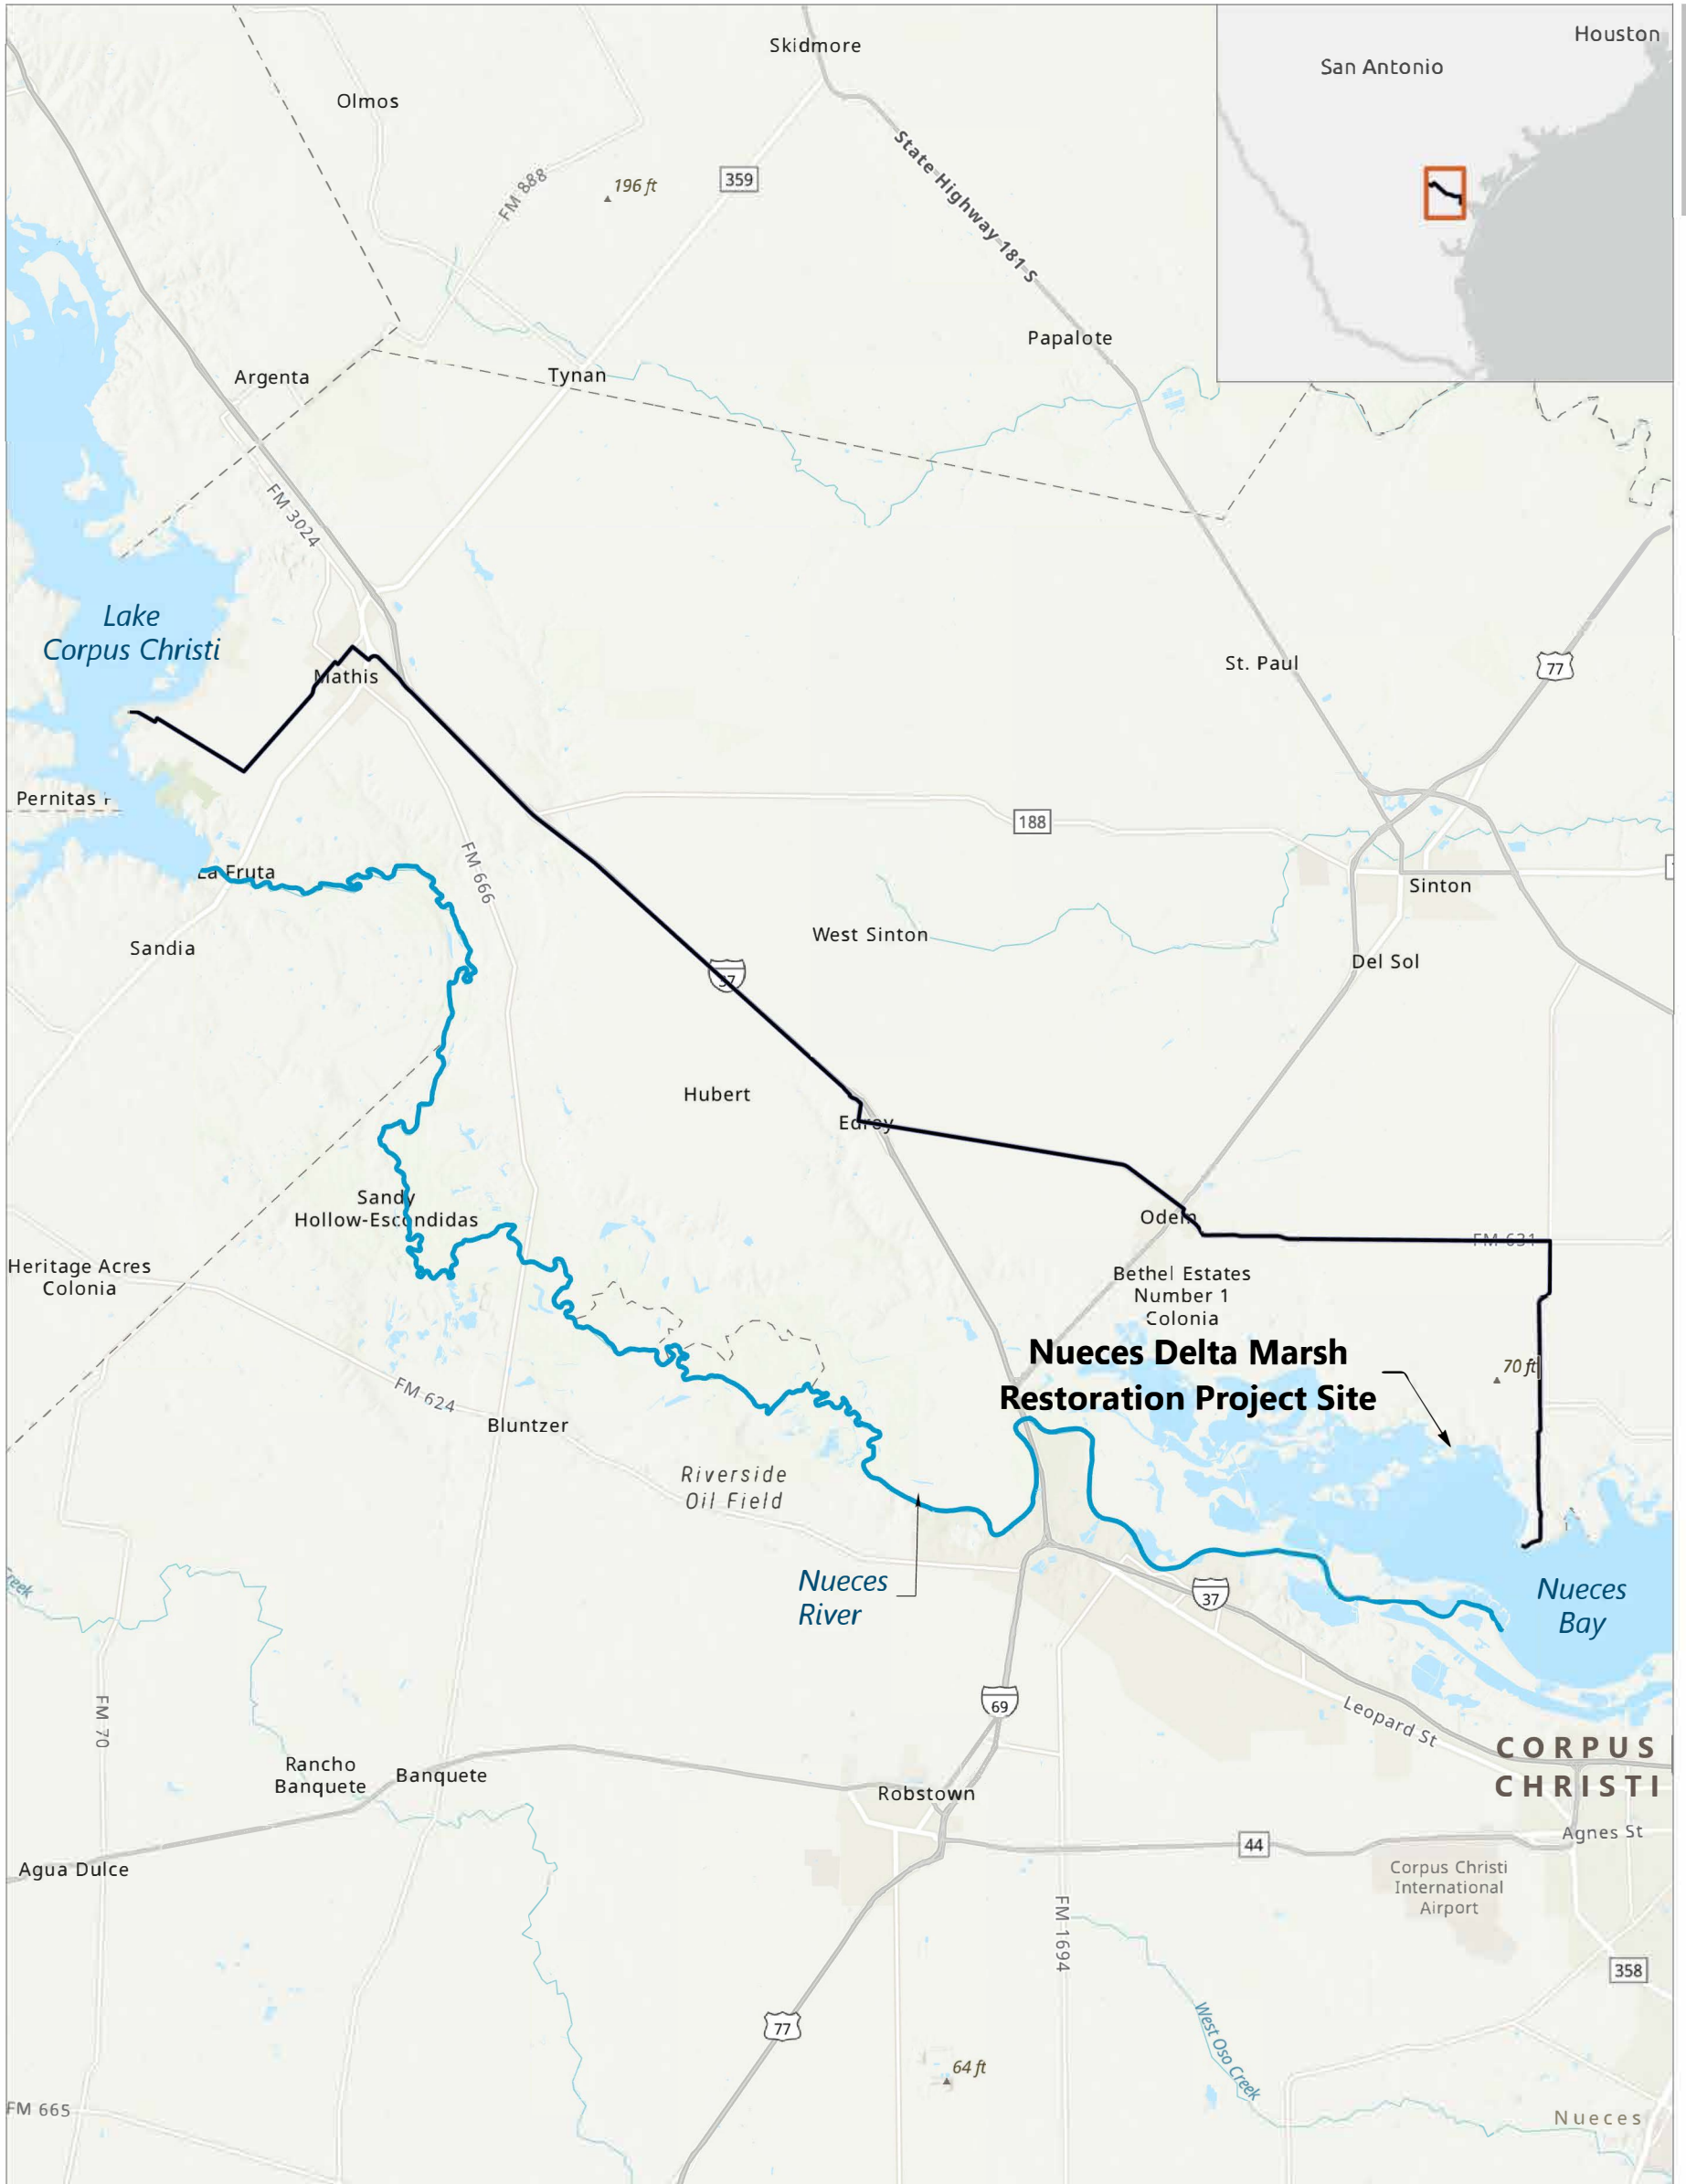 Skidmore
Houston
San Antonio
Olmos
State Highway 181 S
FM 888
196 ft
359
Papalote
Argenta
Tynan
FM 3024
Lake
Corpus Christi
Mathis
St. Paul
77
Pernitas
188
FM 666
La Fruta
Sinton
Sandia
West Sinton
Del Sol
37
Hubert
Edroy
Sandy
Hollow-Escondidas
Odem
FM 631
Heritage Acres
Colonia
Bethel Estates
Number 1
Colonia
Nueces Delta Marsh
Restoration Project Site
70 ft
FM 624
Bluntzer
Riverside
Oil Field
Nueces
River
37
Nueces
Bay
reek
69
FM 70
Leopard St
CORPUS
CHRISTI
Rancho
Banquete
Banquete
Robstown
Agnes St
44
Agua Dulce
Corpus Christi
International
Airport
FM 1694
358
West Oso Creek
77
64 ft
FM 665
Nueces